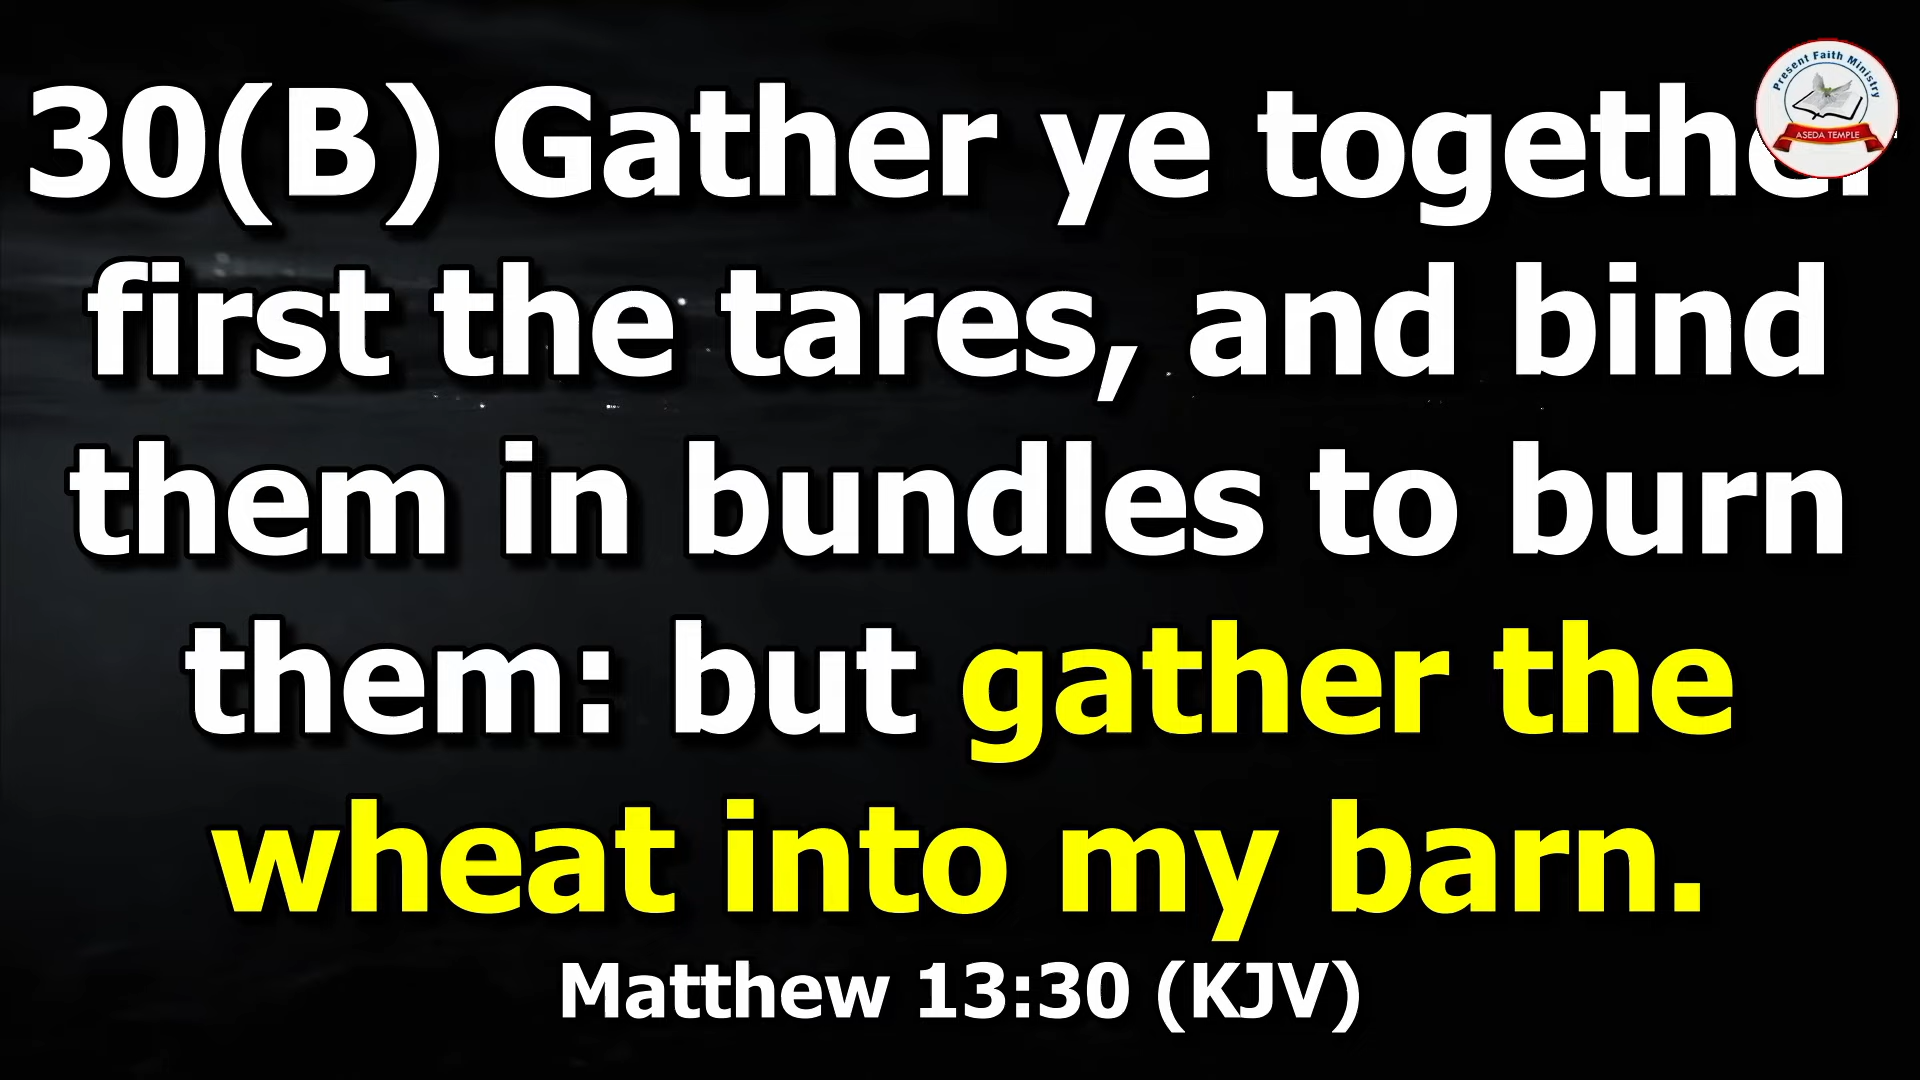 30(B) Gather ye together
first the tares, and bind
them in bundles to burn
them: but gather the
wheat into my barn.
Matthew 13:30 (KJV)
Present Faith Ministry
ASEDA TEMPLE